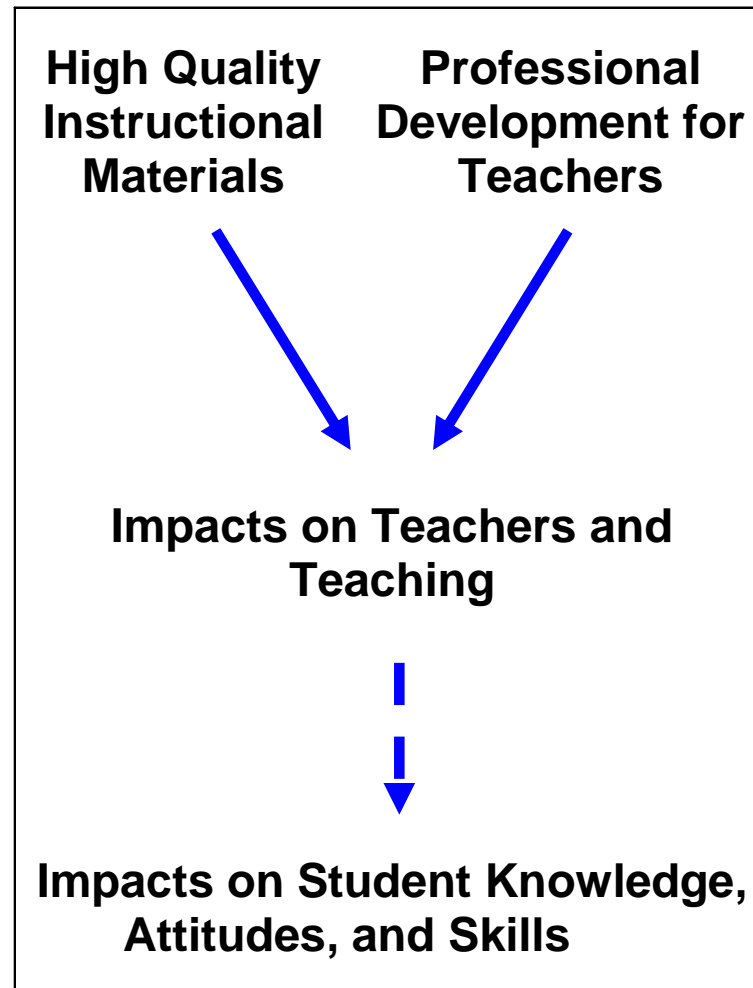 High Quality
Instructional
Materials
Professional
Development for
Teachers
Impacts on Teachers and
Teaching
Impacts on Student Knowledge,
Attitudes, and Skills